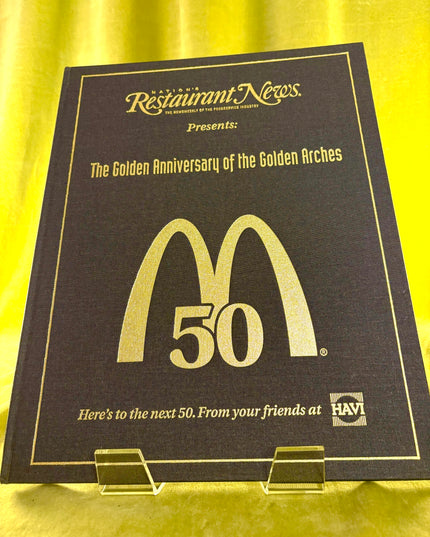 NATION'S
Restaurant News.
THE NEWSWEEKLY OF THE FOODSERVICE INDUSTRY
Presents:
The Golden Anniversary of the Golden Arches
50
®
Here's to the next 50. From your friends at HAVI